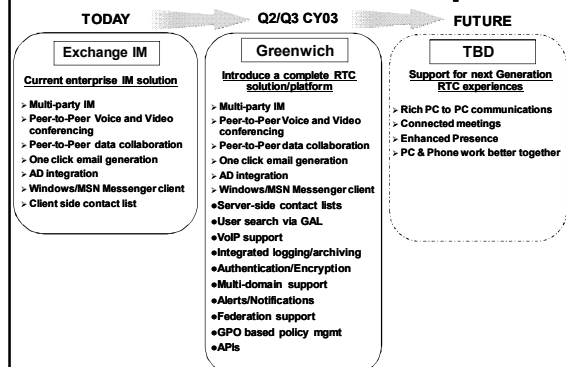 TODAY
Q2/Q3 CY03
FUTURE
Exchange IM
Current enterprise IM solution
➢ Multi-party IM
➢ Peer-to-Peer Voice and Video
conferencing
➢ Peer-to-Peer data collaboration
➢ One click email generation
➢ AD integration
➢ Windows/MSN Messenger client
➢ Client side contact list
Greenwich
Introduce a complete RTC
solution/platform
➢ Multi-party IM
➢ Peer-to-Peer Voice and Video
conferencing
➢ Peer-to-Peer data collaboration
➢ One click email generation
➢ AD integration
➢ Windows/MSN Messenger client
●Server-side contact lists
●User search via GAL
●VoIP support
●Integrated logging/archiving
●Authentication/Encryption
●Multi-domain support
●Alerts/Notifications
●Federation support
●GPO based policy mgmt
●APIs
TBD
Support for next Generation
RTC experiences
➢ Rich PC to PC communications
➢ Connected meetings
➢ Enhanced Presence
➢ PC & Phone work better together